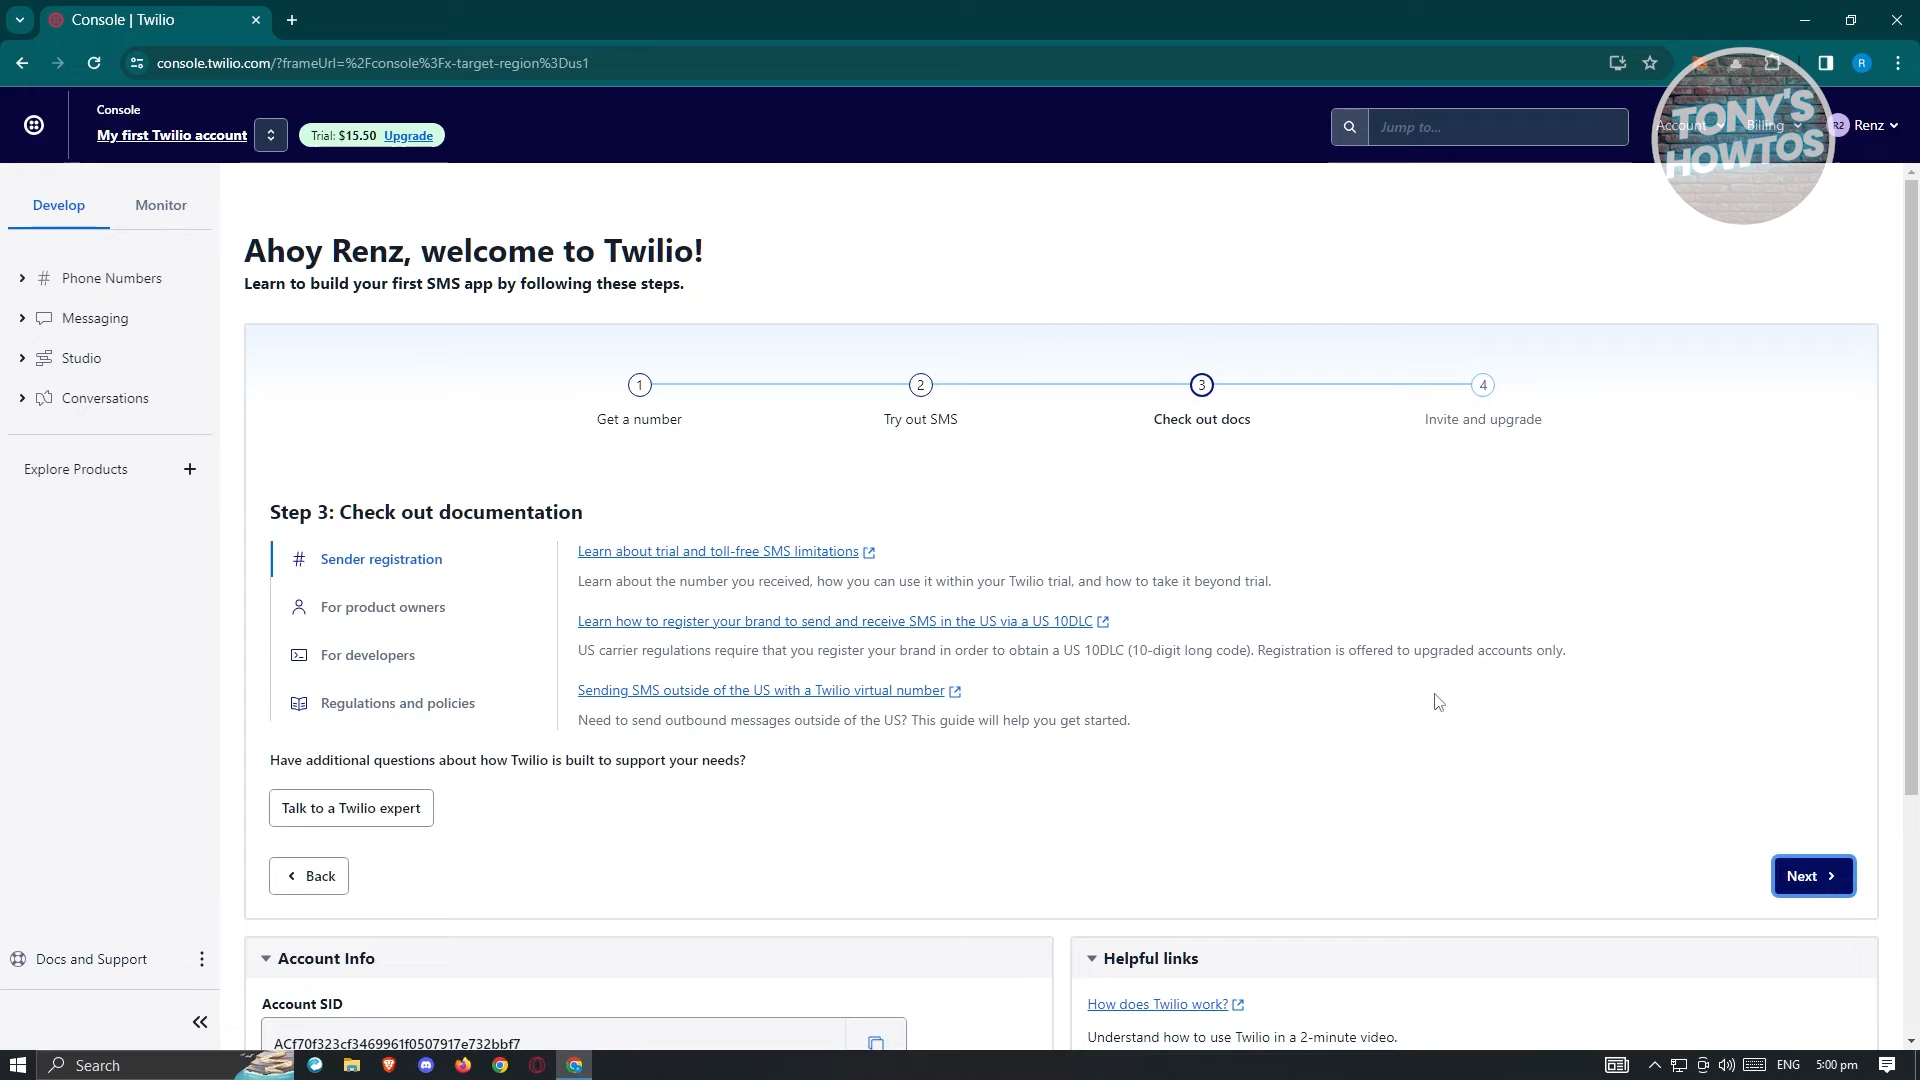 Console | Twilio
console.twilio.com/?frameUrl=%2Fconsole%3Fx-target-region%3Dus1
R
Console
My first Twilio account
Trial: $15.50 Upgrade
Jump to...
Account
Billing
R2 Renz
TONY'S
HOWTOS
Develop
Monitor
Phone Numbers
Messaging
Studio
Conversations
Explore Products
Ahoy Renz, welcome to Twilio!
Learn to build your first SMS app by following these steps.
1
2
3
4
Get a number
Try out SMS
Check out docs
Invite and upgrade
Step 3: Check out documentation
Sender registration
For product owners
For developers
Regulations and policies
Learn about trial and toll-free SMS limitations
Learn about the number you received, how you can use it within your Twilio trial, and how to take it beyond trial.
Learn how to register your brand to send and receive SMS in the US via a US 10DLC
US carrier regulations require that you register your brand in order to obtain a US 10DLC (10-digit long code). Registration is offered to upgraded accounts only.
Sending SMS outside of the US with a Twilio virtual number
Need to send outbound messages outside of the US? This guide will help you get started.
Have additional questions about how Twilio is built to support your needs?
Talk to a Twilio expert
Back
Next
Docs and Support
Account Info
Account SID
ACf70f323cf3469961f0507917e732bbf7
Helpful links
How does Twilio work?
Understand how to use Twilio in a 2-minute video.
Search
ENG
5:00 pm